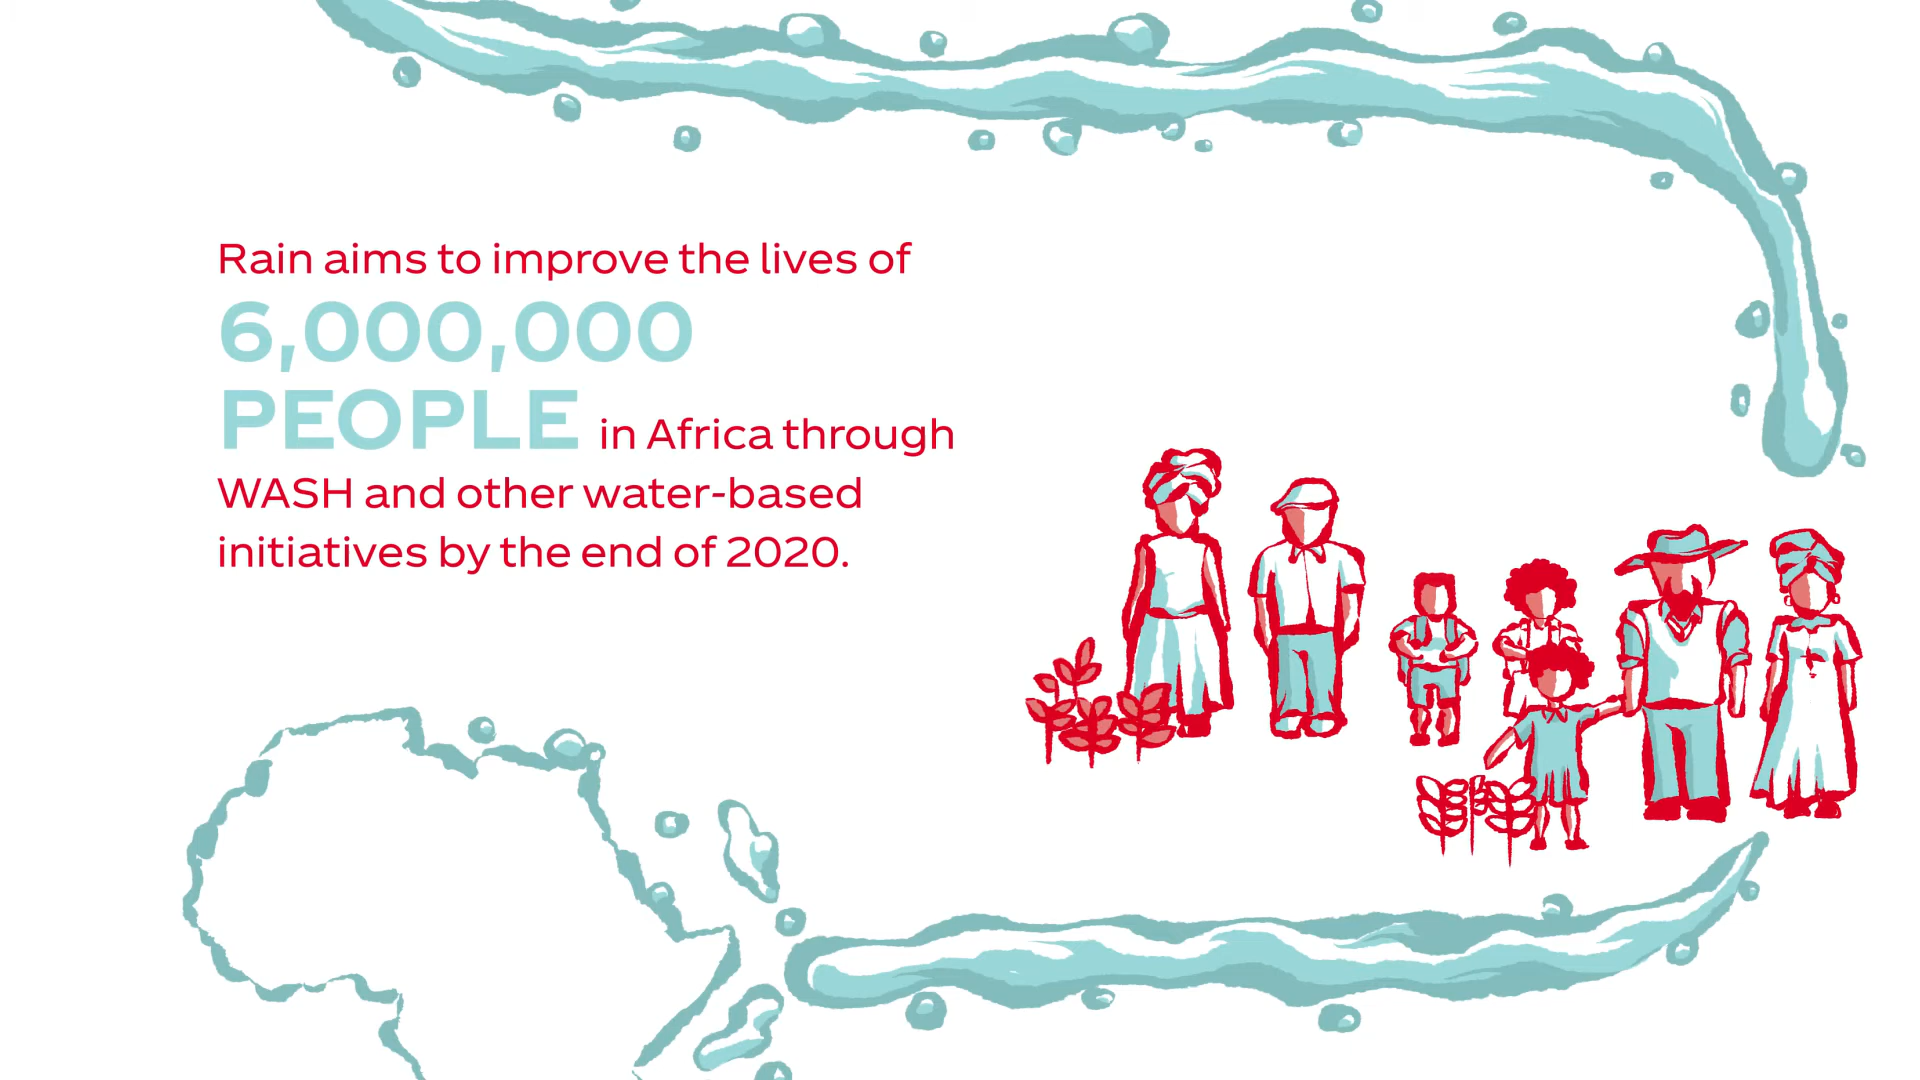 Rain aims to improve the lives of
6,000,000
PEOPLE in Africa through
WASH and other water-based
initiatives by the end of 2020.